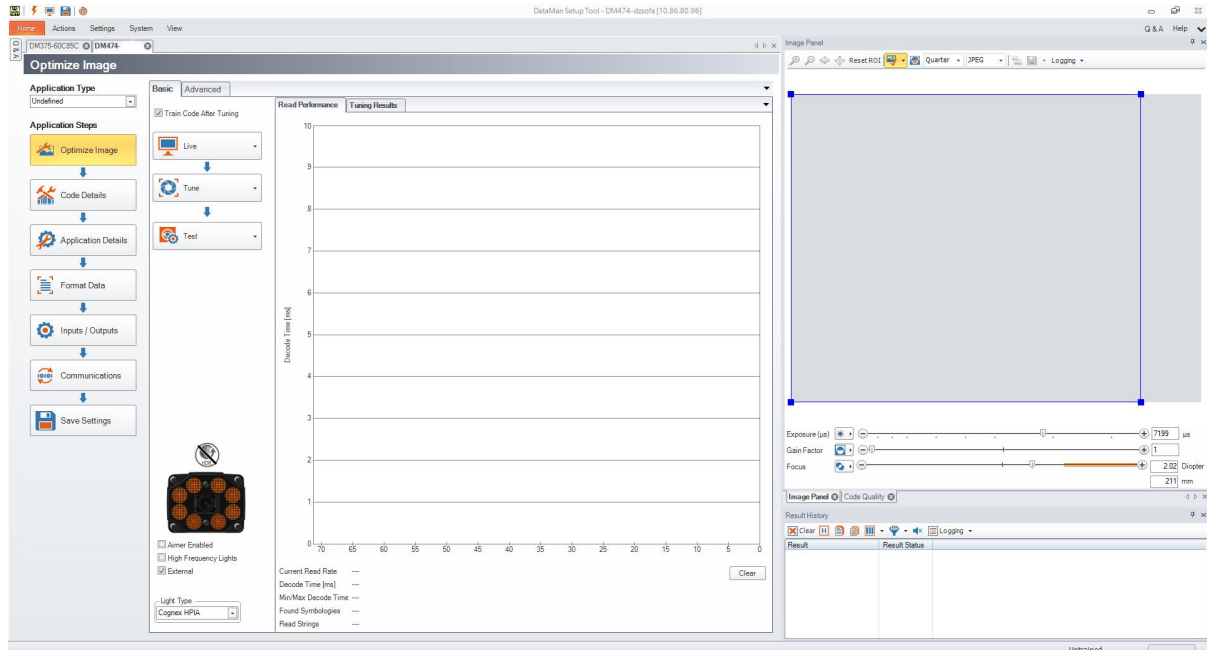 DataMan Setup Tool - DM474-dzsofa [10.86.80.96]
Home Actions Settings System View
Q & A Help
Q & A
DM375-60C85C DM474-
Optimize Image
Application Type
Undefined
Application Steps
Optimize Image
Code Details
Application Details
Format Data
Inputs / Outputs
Communications
Save Settings
Basic Advanced
Train Code After Tuning
Live
Tune
Test
Aimer Enabled
High Frequency Lights
External
Light Type
Cognex HPIA
Read Performance Tuning Results
10
9
8
7
6
5
4
3
2
1
0
Decode Time [ms]
70 65 60 55 50 45 40 35 30 25 20 15 10 5 0
Current Read Rate ---
Clear
Decode Time [ms] ---
Min/Max Decode Time ---
Found Symbologies ---
Read Strings ---
Image Panel
Reset ROI Quarter JPEG Logging
Exposure (µs) 7199 µs
Gain Factor 1
Focus 2.02 Diopter
211 mm
Image Panel Code Quality
Result History
Clear Logging
Result Result Status
Untrained